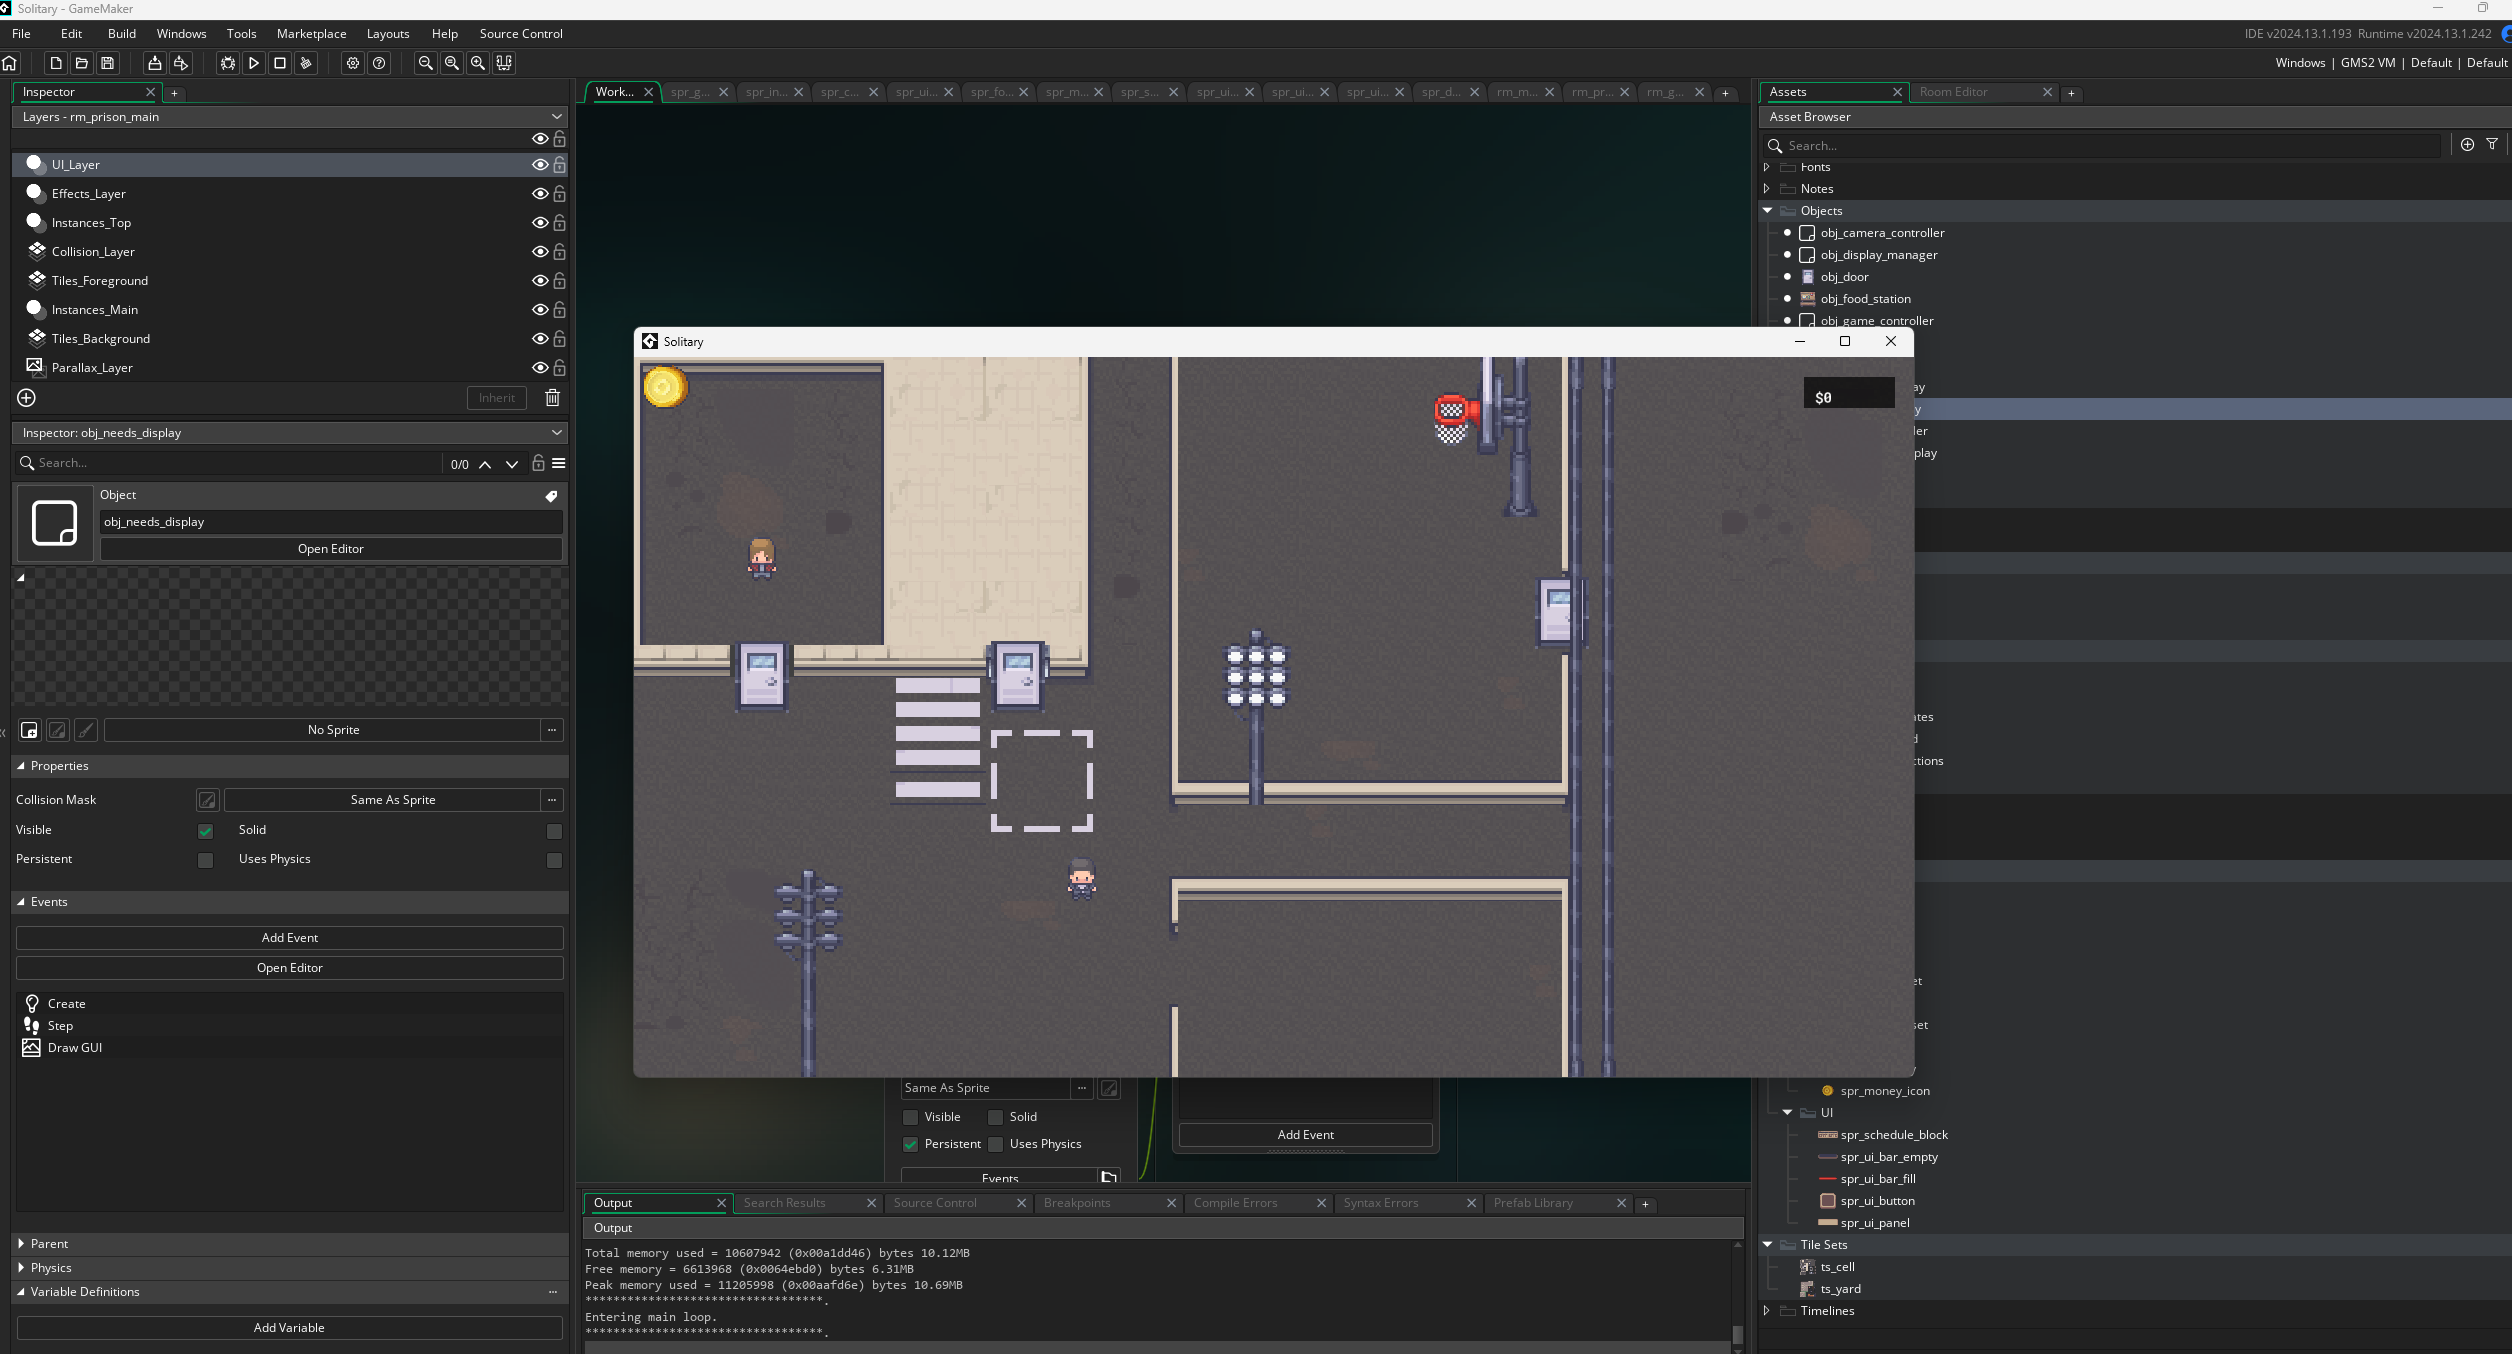 Solitary - GameMaker
File Edit Build Windows Tools Marketplace Layouts Help Source Control
IDE v2024.13.1.193 Runtime v2024.13.1.242
Windows | GMS2 VM | Default | Default
Inspector
Work... spr_g... spr_in... spr_c... spr_ui... spr_fo... spr_m... spr_s... spr_ui... spr_ui... spr_ui... spr_d... rm_m... rm_pr... rm_g...
Assets Room Editor
Layers - rm_prison_main
Asset Browser
Search...
UI_Layer
Effects_Layer
Instances_Top
Collision_Layer
Tiles_Foreground
Instances_Main
Tiles_Background
Parallax_Layer
Inherit
Fonts
Notes
Objects
obj_camera_controller
obj_display_manager
obj_door
obj_food_station
obj_game_controller
ay
y
ler
play
Inspector: obj_needs_display
Search...
0/0
Object
obj_needs_display
Open Editor
No Sprite
Properties
Collision Mask
Same As Sprite
Visible
Solid
Persistent
Uses Physics
Events
Add Event
Open Editor
Create
Step
Draw GUI
Parent
Physics
Variable Definitions
Add Variable
Solitary
$0
ates
d
ctions
et
set
y
Same As Sprite
Visible Solid
Persistent Uses Physics
Events
Add Event
spr_money_icon
UI
spr_schedule_block
spr_ui_bar_empty
spr_ui_bar_fill
spr_ui_button
spr_ui_panel
Tile Sets
ts_cell
ts_yard
Timelines
Output Search Results Source Control Breakpoints Compile Errors Syntax Errors Prefab Library
Output
Total memory used = 10607942 (0x00a1dd46) bytes 10.12MB
Free memory = 6613968 (0x0064ebd0) bytes 6.31MB
Peak memory used = 11205998 (0x00aafd6e) bytes 10.69MB
**********************************.
Entering main loop.
**********************************.